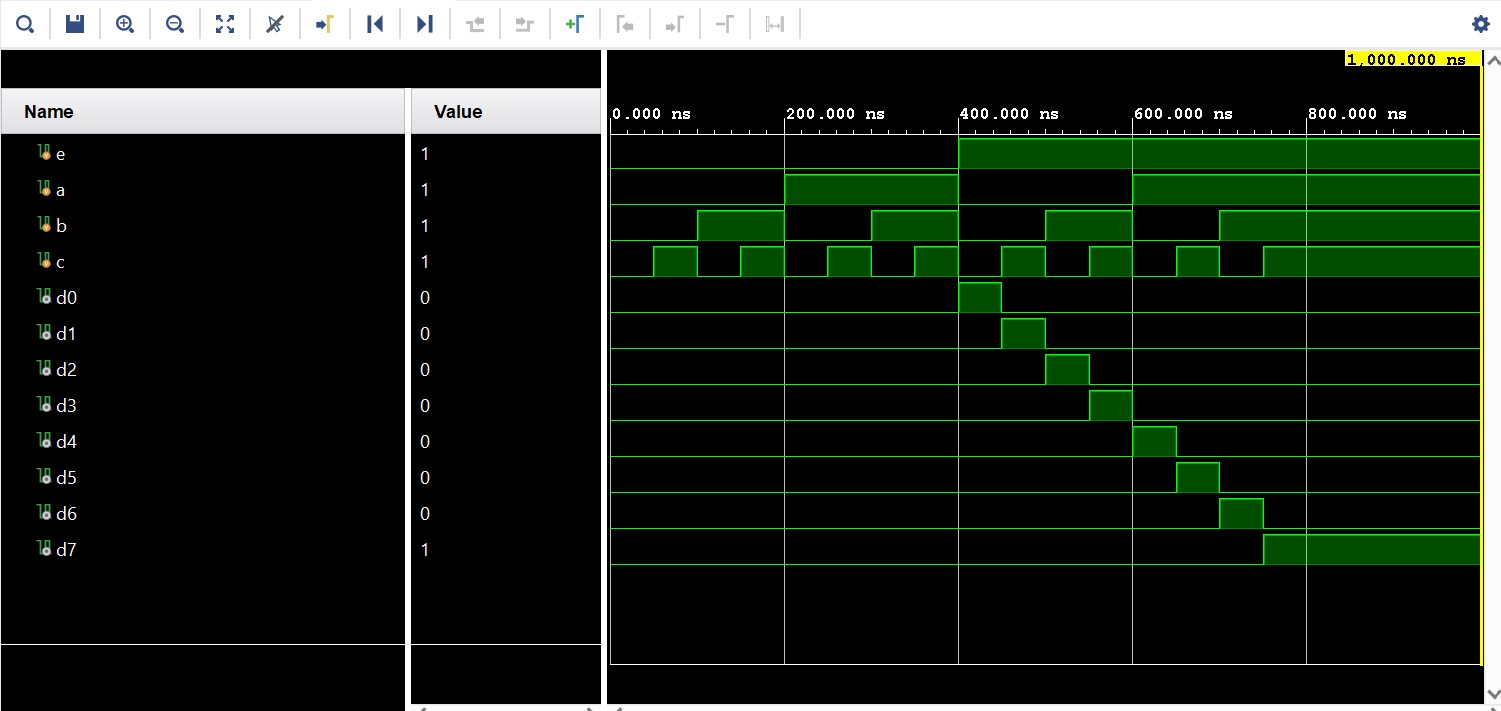 1,000.000 ns
Name Value
0.000 ns 200.000 ns 400.000 ns 600.000 ns 800.000 ns
e 1
a 1
b 1
c 1
d0 0
d1 0
d2 0
d3 0
d4 0
d5 0
d6 0
d7 1